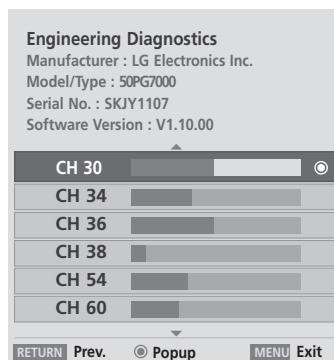 Engineering Diagnostics
Manufacturer : LG Electronics Inc.
Model/Type : 50PG7000
Serial No. : SKJY1107
Software Version : V1.10.00
CH 30
CH 34
CH 36
CH 38
CH 54
CH 60
RETURN Prev. Popup MENU Exit